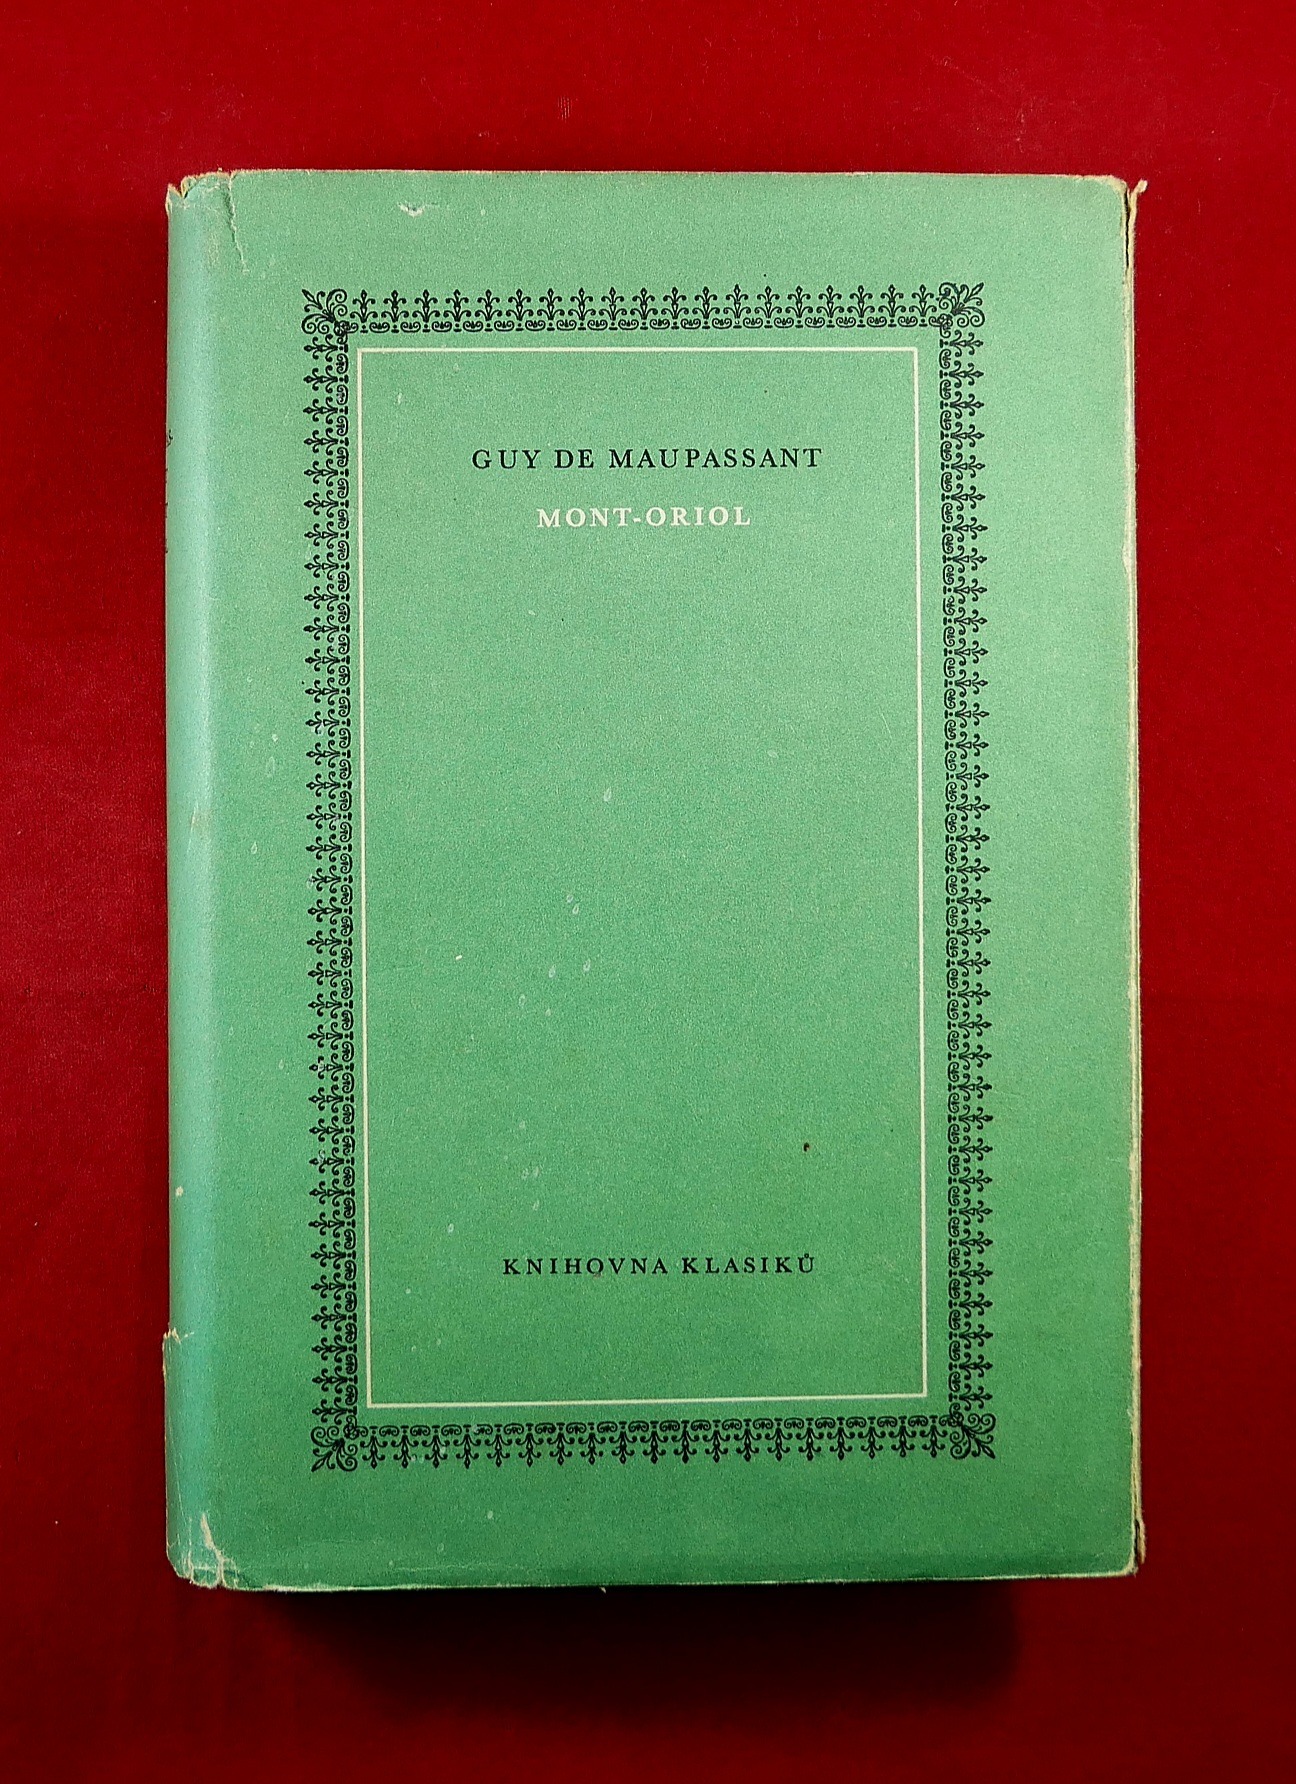 GUY DE MAUPASSANT
MONT-ORIOL
KNIHOVNA KLASIKŮ